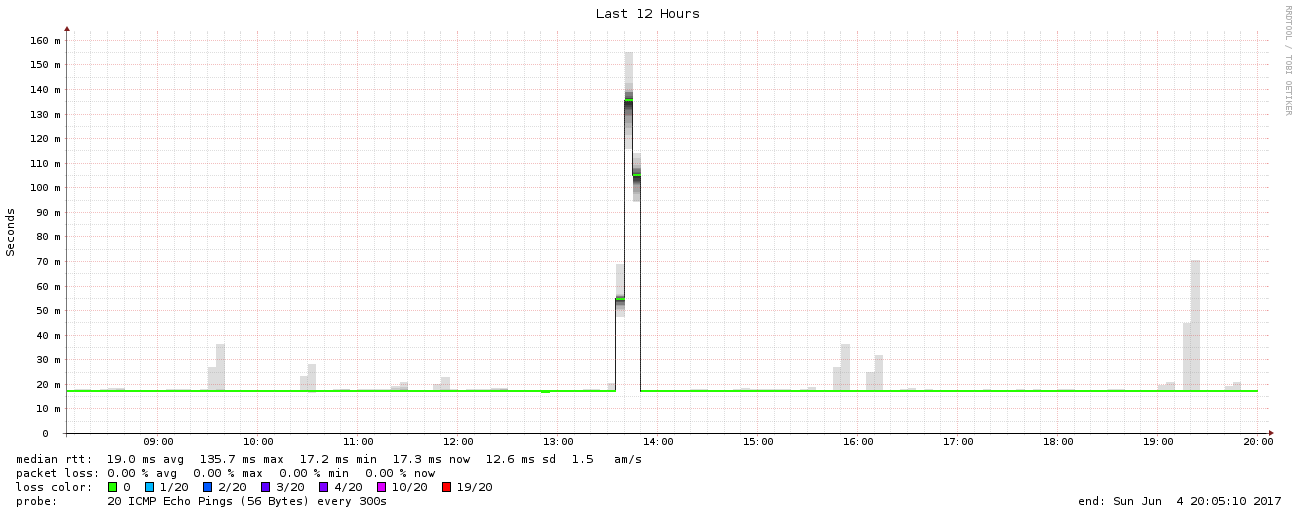 Last 12 Hours
RRDTOOL / TOBI OETIKER
Seconds
160 m
150 m
140 m
130 m
120 m
110 m
100 m
90 m
80 m
70 m
60 m
50 m
40 m
30 m
20 m
10 m
0
09:00 10:00 11:00 12:00 13:00 14:00 15:00 16:00 17:00 18:00 19:00 20:00
median rtt: 19.0 ms avg 135.7 ms max 17.2 ms min 17.3 ms now 12.6 ms sd 1.5 am/s
packet loss: 0.00 % avg 0.00 % max 0.00 % min 0.00 % now
loss color: 0 1/20 2/20 3/20 4/20 10/20 19/20
probe: 20 ICMP Echo Pings (56 Bytes) every 300s end: Sun Jun 4 20:05:10 2017